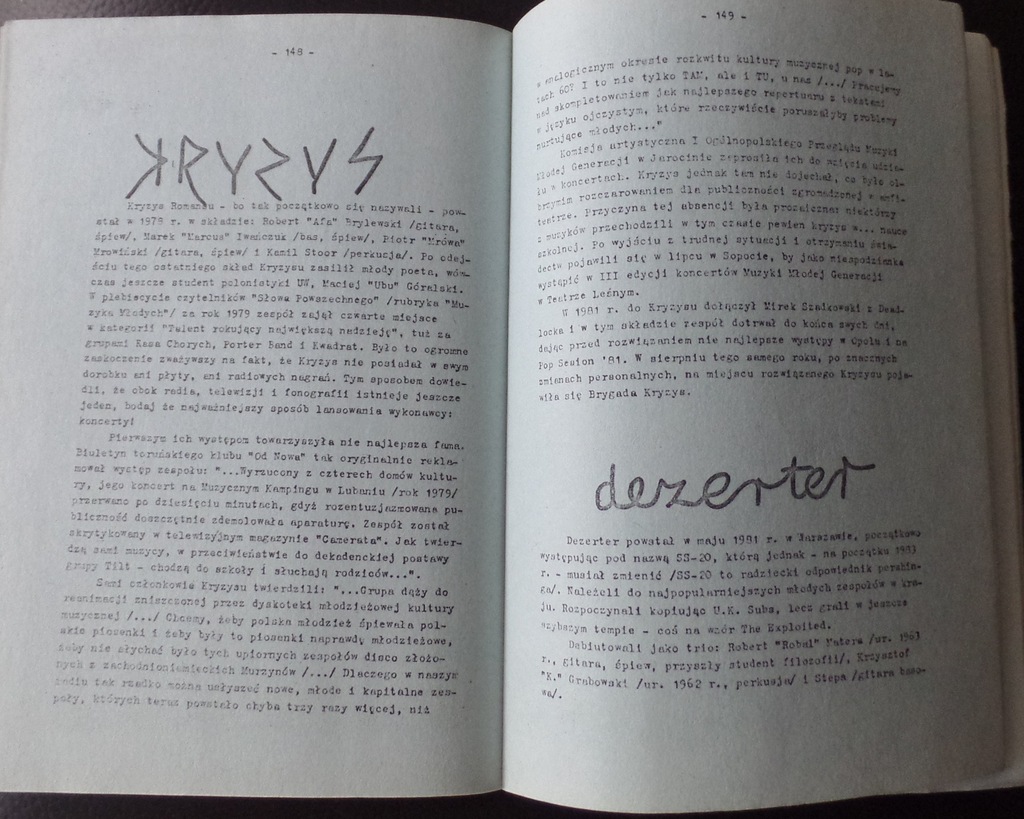 - 148 -
KRYZYS
Kryzys Romansu - bo tak początkowo się nazywali - pow-
stał w 1978 r. w składzie: Robert "Afa" Brylewski /gitara,
śpiew/, Marek "Marcus" Iwańczuk /bas, śpiew/, Piotr "Mrówa"
Mrowiński /gitara, śpiew/ i Kamil Stoor /perkusja/. Po odej-
ściu tego ostatniego skład Kryzysu zasilił młody poeta, wów-
czas jeszcze student polonistyki UW, Maciej "Ubu" Góralski.
W plebiscycie czytelników "Słowa Powszechnego" /rubryka "Mu-
zyka Młodych"/ za rok 1979 zespół zajął czwarte miejsce
w kategorii "Talent rokujący największą nadzieję", tuż za
grupami Kasa Chorych, Porter Band i Kwadrat. Było to ogromne
zaskoczenie zważywszy na fakt, że Kryzys nie posiadał w swym
dorobku ani płyty, ani radiowych nagrań. Tym sposobem dowie-
dli, że obok radia, telewizji i fonografii istnieje jeszcze
jeden, bodaj że najważniejszy sposób lansowania wykonawcy:
koncerty!
Pierwszym ich występom towarzyszyła nie najlepsza fama.
Biuletyn toruńskiego klubu "Od Nowa" tak oryginalnie rekla-
mował występ zespołu: "...Wyrzucony z czterech domów kultu-
ry, jego koncert na Muzycznym Kampingu w Lubaniu /rok 1979/
przerwano po dziesięciu minutach, gdyż rozentuzjazmowana pu-
bliczność doszczętnie zdemolowała aparaturę. Zespół został
skrytykowany w telewizyjnym magazynie "Camerata". Jak twier-
dzą sami muzycy, w przeciwieństwie do dekadenckiej postawy
grupy Tilt - chodzą do szkoły i słuchają rodziców...".
Sami członkowie Kryzysu twierdzili: "...Grupa dąży do
reanimacji zniszczonej przez dyskoteki młodzieżowej kultury
muzycznej /.../ Chcemy, żeby polska młodzież śpiewała pol-
skie piosenki i żeby były to piosenki naprawdę młodzieżowe,
żeby nie słychać było tych upiornych zespołów disco złożo-
nych z zachodnioniemieckich Murzynów /.../ Dlaczego w naszym
radiu tak rzadko można usłyszeć nowe, młode i kapitalne zes-
poły, których teraz powstało chyba trzy razy więcej, niż
- 149 -
w analogicznym okresie rozkwitu kultury muzycznej pop w la-
tach 60? I to nie tylko TAM, ale i TU, u nas /.../ Pracujemy
nad skompletowaniem jak najlepszego repertuaru z tekstami
w języku ojczystym, które rzeczywiście poruszałyby problemy
nurtujące młodych..."
Komisja artystyczna I Ogólnopolskiego Przeglądu Muzyki
Młodej Generacji w Jarocinie zaprosiła ich do wzięcia udzia-
łu w koncertach. Kryzys jednak tam nie dojechał, co było ol-
brzymim rozczarowaniem dla publiczności zgromadzonej w amfi-
teatrze. Przyczyna tej absencji była prozaiczna: niektórzy
z muzyków przechodzili w tym czasie pewien kryzys w... nauce
szkolnej. Po wyjściu z trudnej sytuacji i otrzymaniu świa-
dectw pojawili się w lipcu w Sopocie, by jako niespodzianka
wystąpić w III edycji koncertów Muzyki Młodej Generacji
w Teatrze Leśnym.
W 1981 r. do Kryzysu dołączył Mirek Szadkowski z Dead-
locka i w tym składzie zespół dotrwał do końca swych dni,
dając przed rozwiązaniem nie najlepsze występy w Opolu i na
Pop Sesion '81. W sierpniu tego samego roku, po znacznych
zmianach personalnych, na miejscu rozwiązanego Kryzysu poja-
wiła się Brygada Kryzys.
dezerter
Dezerter powstał w maju 1981 r. w Warszawie, początkowo
występując pod nazwą SS-20, którą jednak - na początku 1983
r. - musiał zmienić /SS-20 to radziecki odpowiednik pershin-
ga/. Należeli do najpopularniejszych młodych zespołów w kra-
ju. Rozpoczynali kopiując U.K. Subs, lecz grali w jeszcze
szybszym tempie - coś na wzór The Exploited.
Debiutowali jako trio: Robert "Robal" Matera /ur. 1963
r., gitara, śpiew, przyszły student filozofii/, Krzysztof
"K." Grabowski /ur. 1962 r., perkusja/ i Stepa /gitara baso-
wa/.